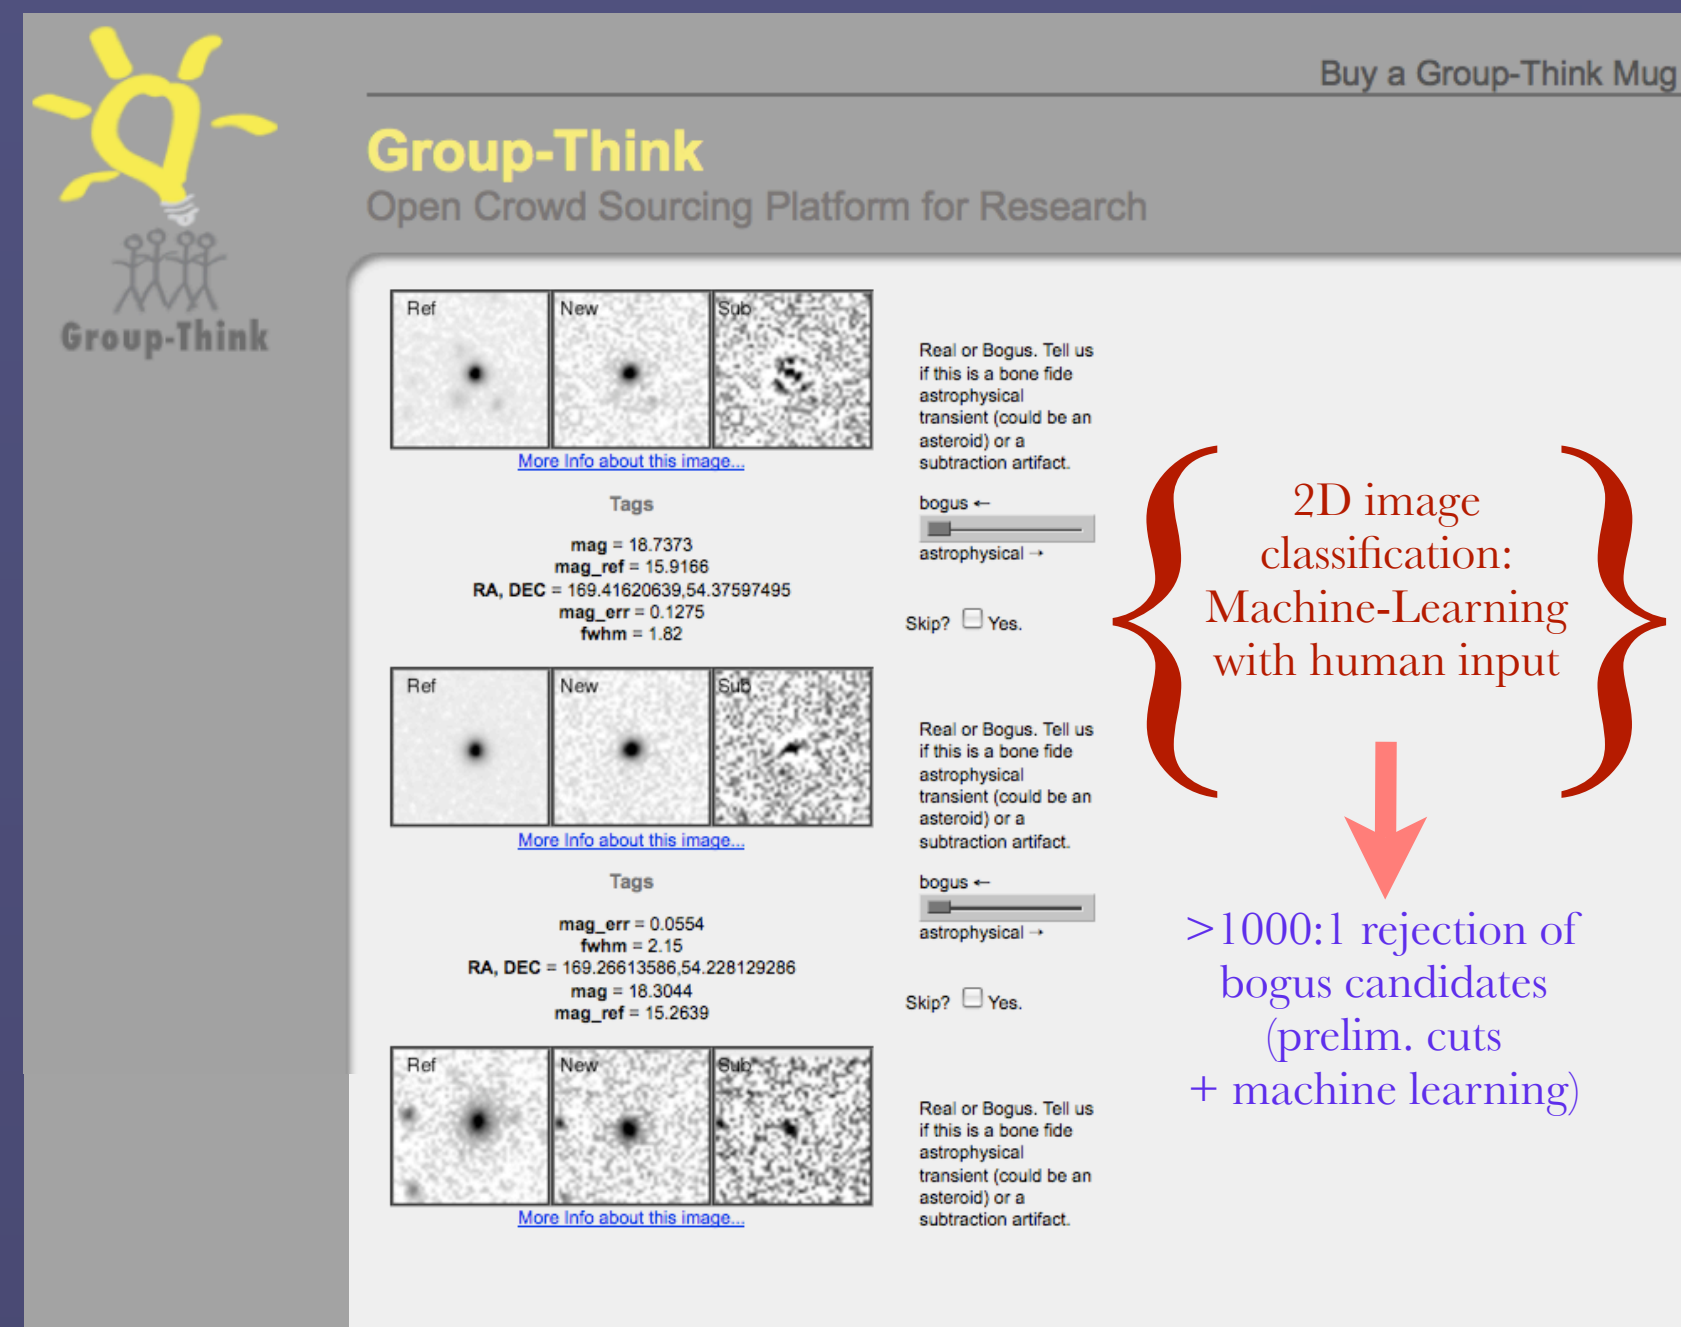 Buy a Group-Think Mug
Group-Think
Open Crowd Sourcing Platform for Research
Group-Think
Ref New Sub
More Info about this image...
Tags
mag = 18.7373
mag_ref = 15.9166
RA, DEC = 169.41620639,54.37597495
mag_err = 0.1275
fwhm = 1.82
Real or Bogus. Tell us
if this is a bone fide
astrophysical
transient (could be an
asteroid) or a
subtraction artifact.
bogus ←
astrophysical →
Skip? Yes.
Ref New Sub
More Info about this image...
Tags
mag_err = 0.0554
fwhm = 2.15
RA, DEC = 169.26613586,54.228129286
mag = 18.3044
mag_ref = 15.2639
Real or Bogus. Tell us
if this is a bone fide
astrophysical
transient (could be an
asteroid) or a
subtraction artifact.
bogus ←
astrophysical →
Skip? Yes.
Ref New Sub
More Info about this image...
Real or Bogus. Tell us
if this is a bone fide
astrophysical
transient (could be an
asteroid) or a
subtraction artifact.
2D image
classification:
Machine-Learning
with human input
>1000:1 rejection of
bogus candidates
(prelim. cuts
+ machine learning)